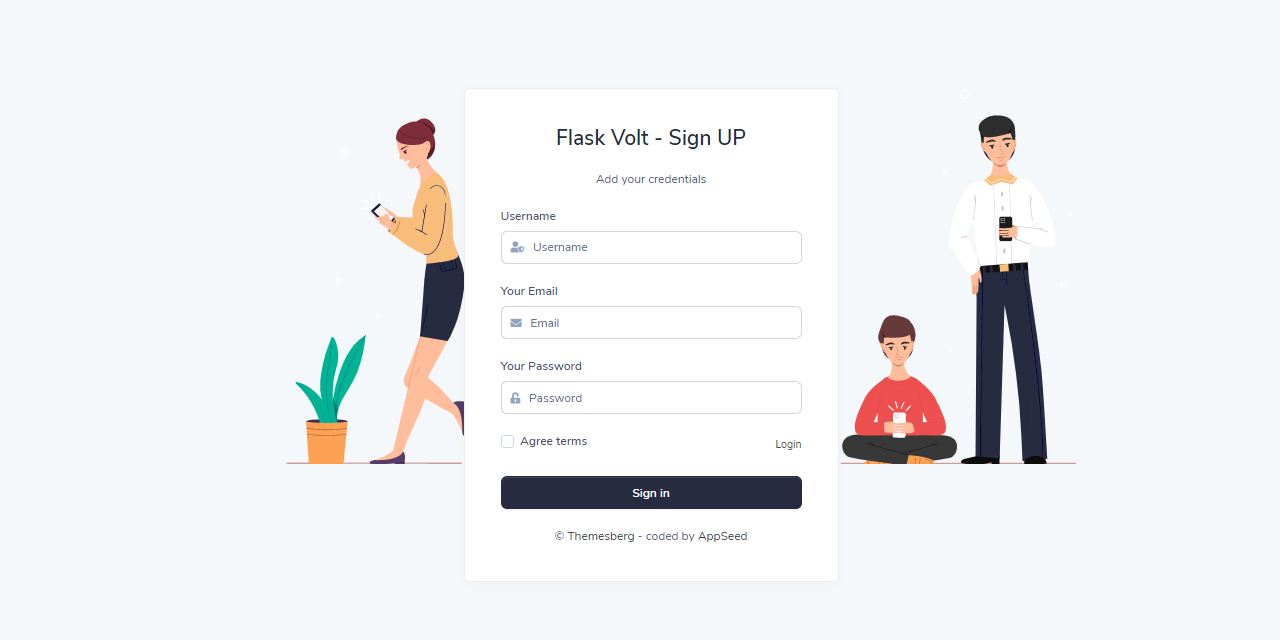 Flask Volt - Sign UP
Add your credentials
Username
Username
Your Email
Email
Your Password
Password
Agree terms
Login
Sign in
© Themesberg - coded by AppSeed